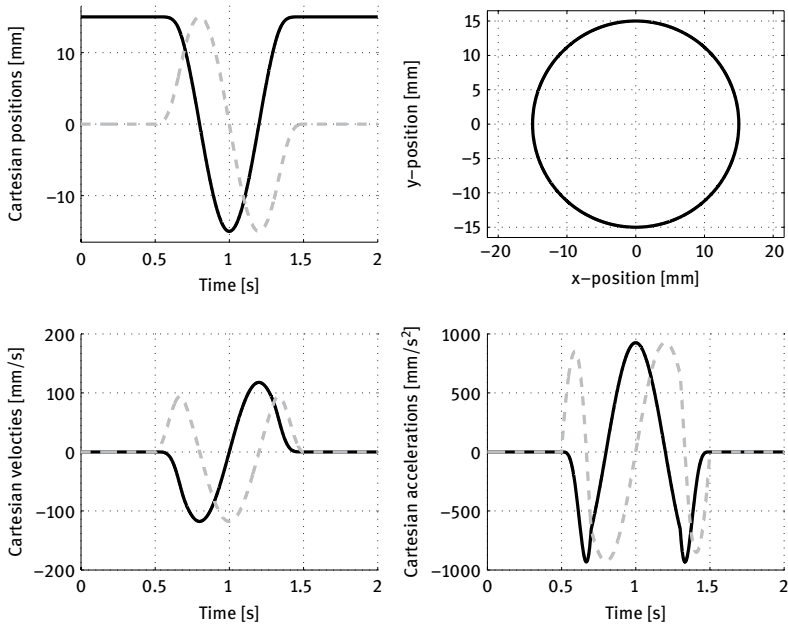 Cartesian positions [mm]
10
0
−10
0 0.5 1 1.5 2
Time [s]
y−position [mm]
15
10
5
0
−5
−10
−15
−20 −10 0 10 20
x−position [mm]
Cartesian velocties [mm/s]
200
100
0
−100
−200
0 0.5 1 1.5 2
Time [s]
Cartesian accelerations [mm/s²]
1000
500
0
−500
−1000
0 0.5 1 1.5 2
Time [s]